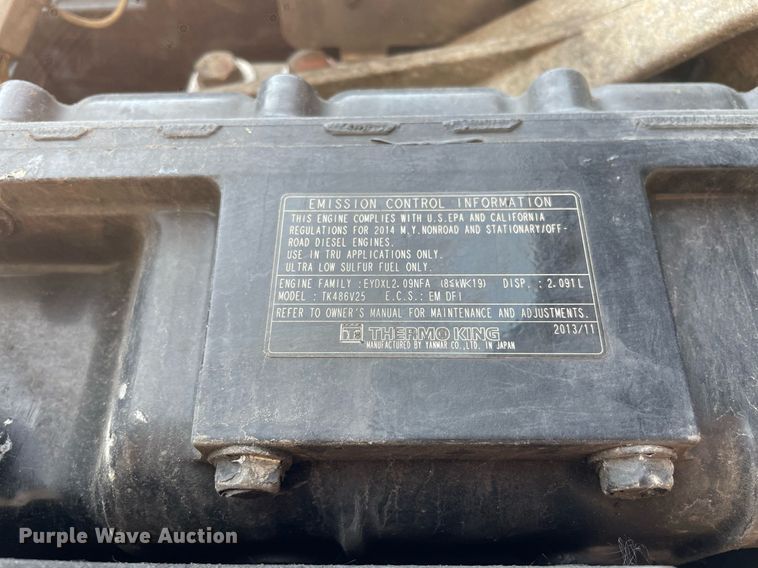 EMISSION CONTROL INFORMATION
THIS ENGINE COMPLIES WITH U.S.EPA AND CALIFORNIA
REGULATIONS FOR 2014 M.Y.NONROAD AND STATIONARY/OFF-
ROAD DIESEL ENGINES.
USE IN TRU APPLICATIONS ONLY.
ULTRA LOW SULFUR FUEL ONLY.
ENGINE FAMILY : EYDXL2.09NFA (8≤kW<19) DISP. : 2.091L
MODEL : TK486V25 E.C.S. : EM DFI
REFER TO OWNER'S MANUAL FOR MAINTENANCE AND ADJUSTMENTS.
THERMO KING 2013/11
MANUFACTURED BY YANMAR CO.,LTD. IN JAPAN
Purple Wave Auction